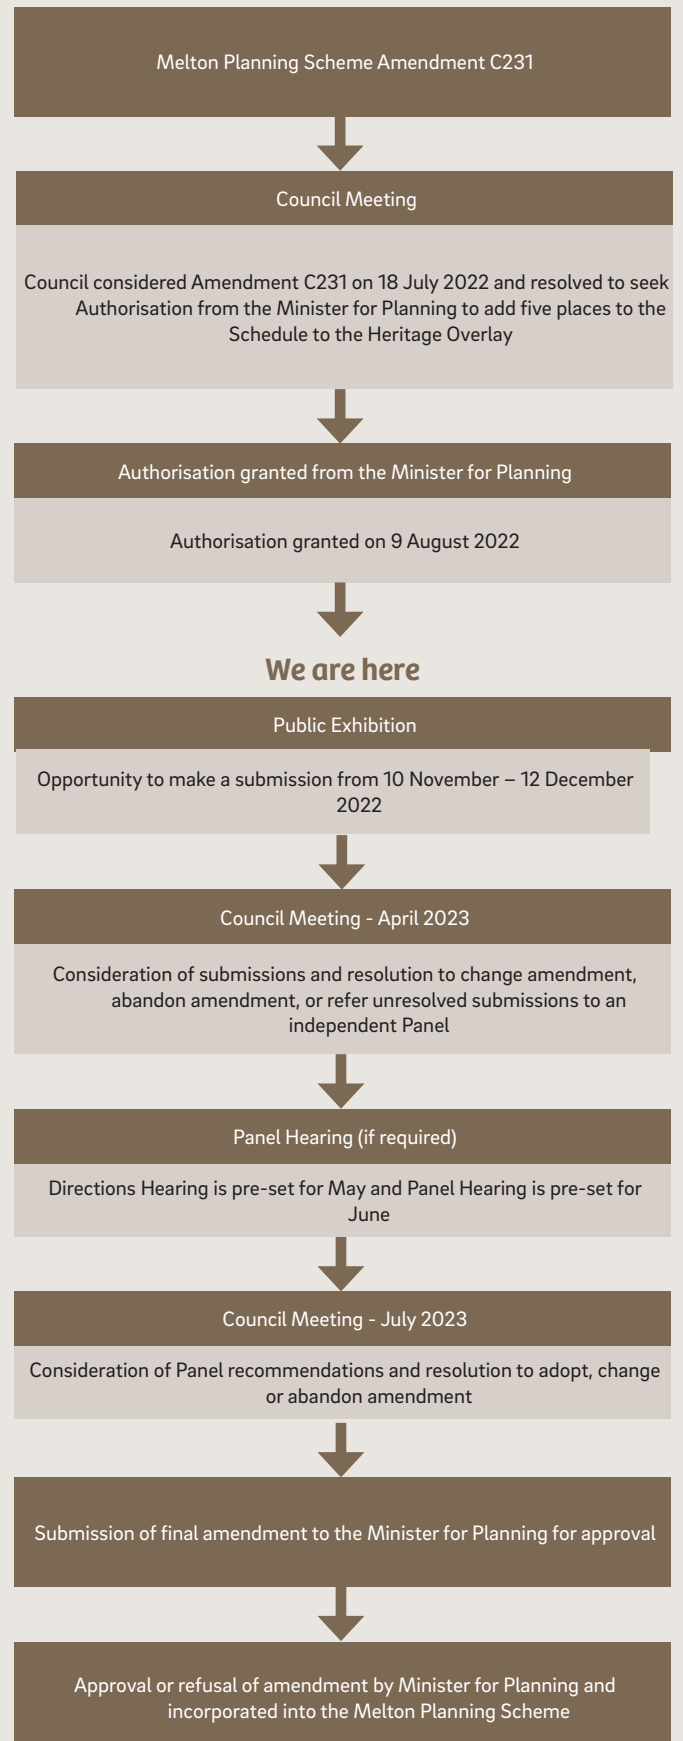 Melton Planning Scheme Amendment C231
Council Meeting
Council considered Amendment C231 on 18 July 2022 and resolved to seek
Authorisation from the Minister for Planning to add five places to the
Schedule to the Heritage Overlay
Authorisation granted from the Minister for Planning
Authorisation granted on 9 August 2022
We are here
Public Exhibition
Opportunity to make a submission from 10 November – 12 December
2022
Council Meeting - April 2023
Consideration of submissions and resolution to change amendment,
abandon amendment, or refer unresolved submissions to an
independent Panel
Panel Hearing (if required)
Directions Hearing is pre-set for May and Panel Hearing is pre-set for
June
Council Meeting - July 2023
Consideration of Panel recommendations and resolution to adopt, change
or abandon amendment
Submission of final amendment to the Minister for Planning for approval
Approval or refusal of amendment by Minister for Planning and
incorporated into the Melton Planning Scheme